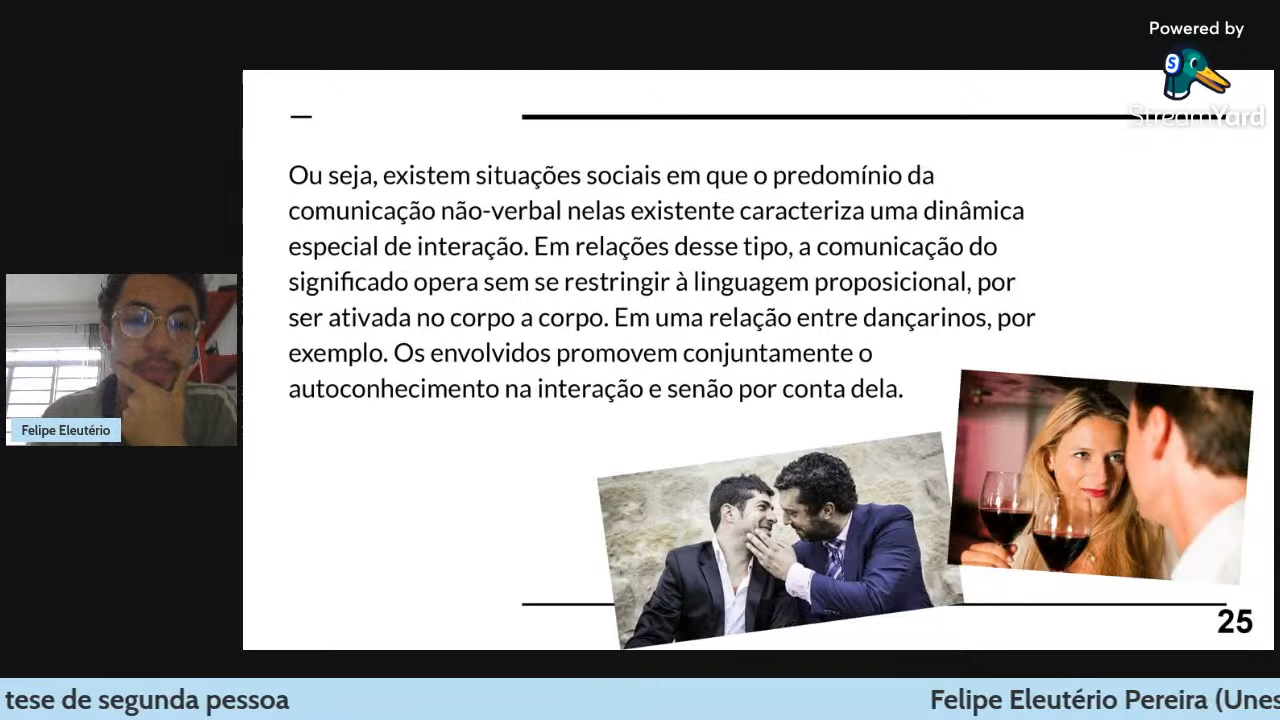 Powered by
StreamYard
Ou seja, existem situações sociais em que o predomínio da
comunicação não-verbal nelas existente caracteriza uma dinâmica
especial de interação. Em relações desse tipo, a comunicação do
significado opera sem se restringir à linguagem proposicional, por
ser ativada no corpo a corpo. Em uma relação entre dançarinos, por
exemplo. Os envolvidos promovem conjuntamente o
autoconhecimento na interação e senão por conta dela.
Felipe Eleutério
25
tese de segunda pessoa
Felipe Eleutério Pereira (Unes